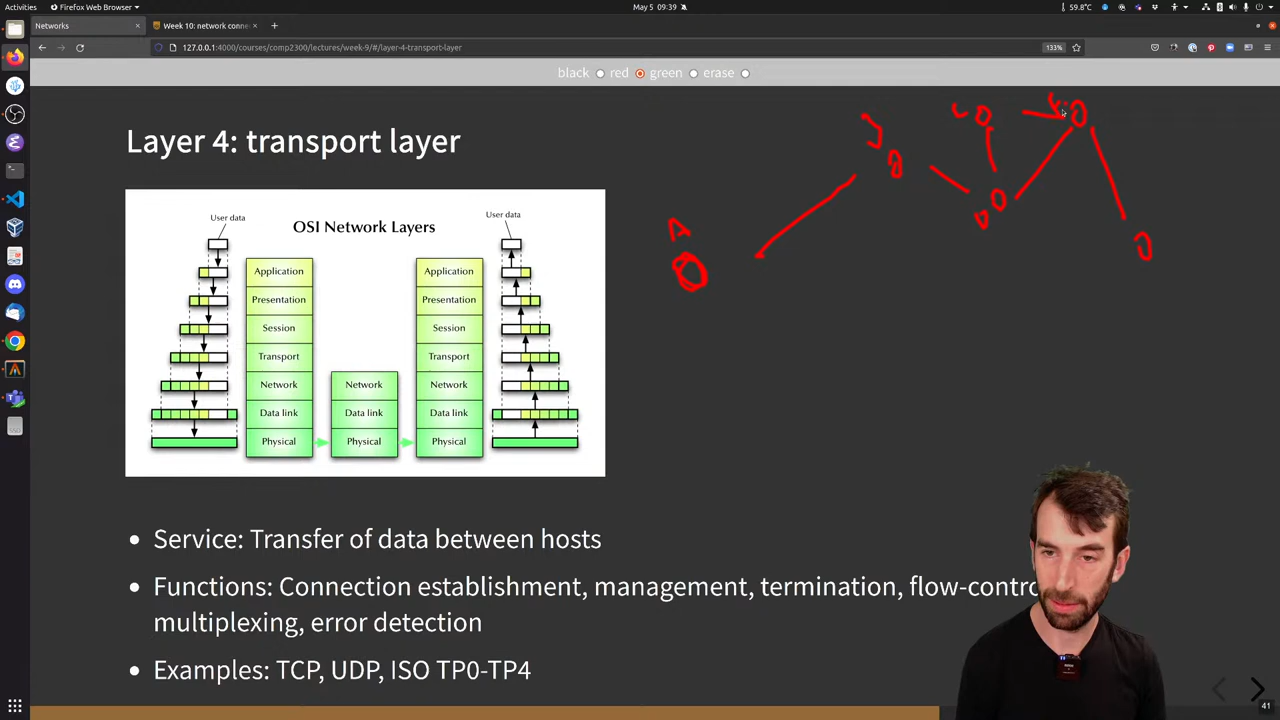 Activities
Firefox Web Browser
May 5 09:39
59.8°C
Networks
Week 10: network conne
127.0.0.1:4000/courses/comp2300/lectures/week-9/#/layer-4-transport-layer
133%
black red green erase
Layer 4: transport layer
User data
OSI Network Layers
User data
Application
Application
Presentation
Presentation
Session
Session
Transport
Transport
Network
Network
Network
Data link
Data link
Data link
Physical
Physical
Physical
A
Service: Transfer of data between hosts
Functions: Connection establishment, management, termination, flow-contro
multiplexing, error detection
Examples: TCP, UDP, ISO TP0-TP4
41